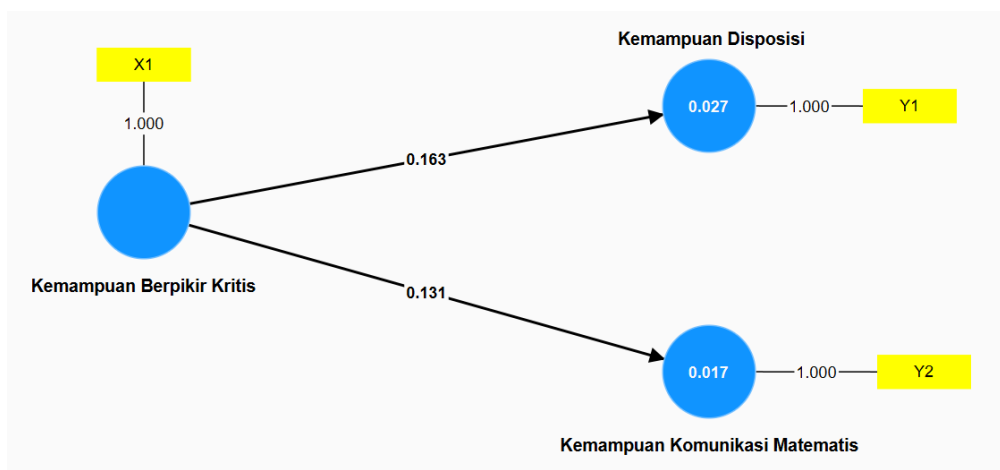 Kemampuan Disposisi
X1
0.027
1.000
Y1
1.000
0.163
Kemampuan Berpikir Kritis
0.131
0.017
1.000
Y2
Kemampuan Komunikasi Matematis